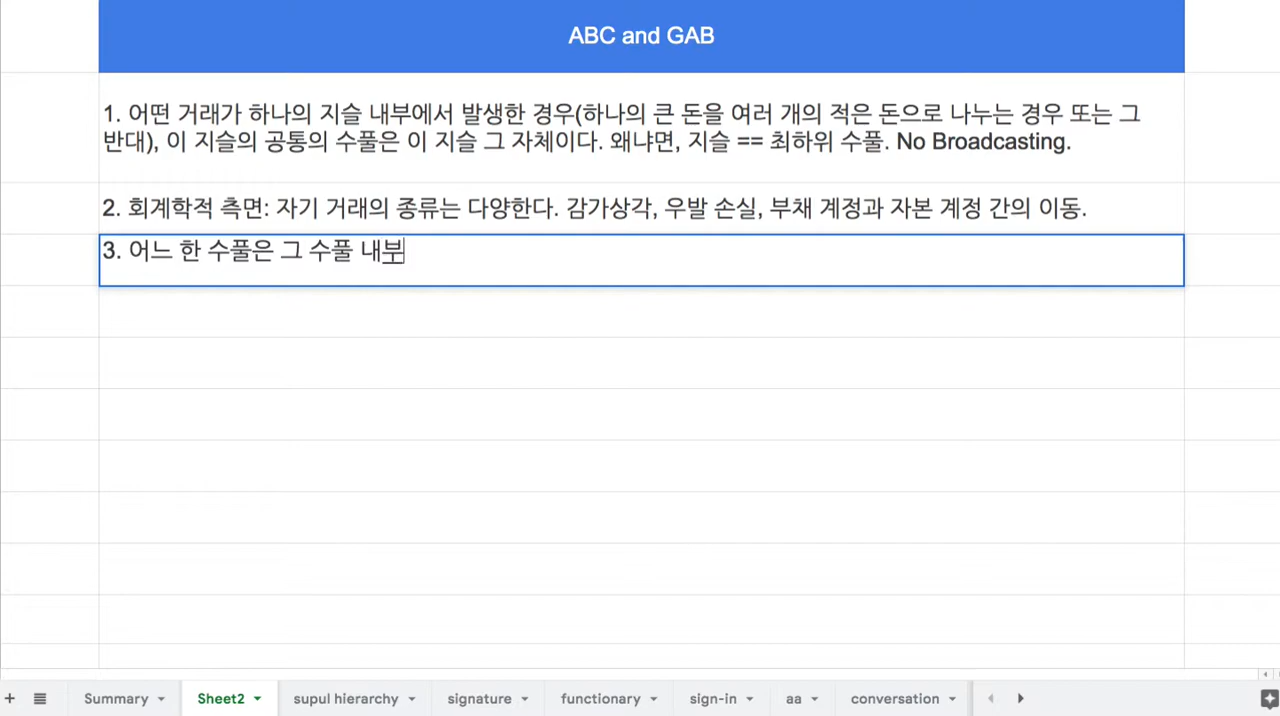 ABC and GAB
1. 어떤 거래가 하나의 지슬 내부에서 발생한 경우(하나의 큰 돈을 여러 개의 적은 돈으로 나누는 경우 또는 그
반대), 이 지슬의 공통의 수풀은 이 지슬 그 자체이다. 왜냐면, 지슬 == 최하위 수풀. No Broadcasting.
2. 회계학적 측면: 자기 거래의 종류는 다양한다. 감가상각, 우발 손실, 부채 계정과 자본 계정 간의 이동.
3. 어느 한 수풀은 그 수풀 내부
Summary
Sheet2
supul hierarchy
signature
functionary
sign-in
aa
conversation